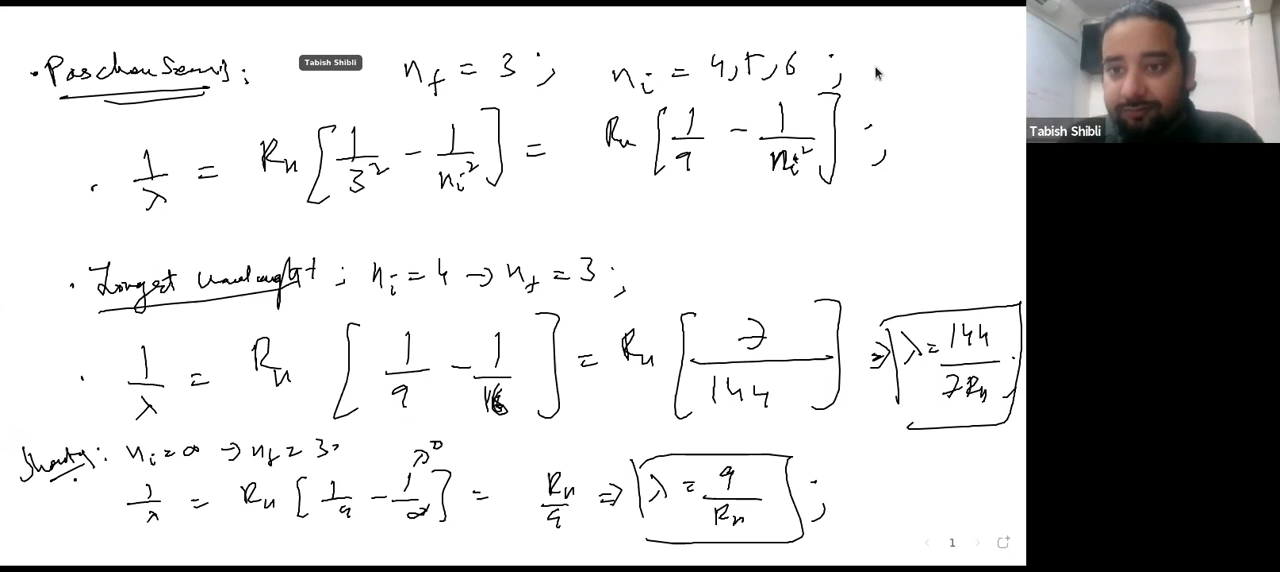 . Paschen Series: n_f = 3 ; n_i = 4, 5, 6 ;
Tabish Shibli
Tabish Shibli
. 1/λ = R_H [ 1/3² - 1/n_i² ] = R_H [ 1/9 - 1/n_i² ] ;
. Longest wavelength ; n_i = 4 → n_f = 3 ;
. 1/λ = R_H [ 1/9 - 1/16 ] = R_H [ 7/144 ] ⇒ λ = 144/7R_H ;
Shortest : n_i = ∞ → n_f = 3
1/λ = R_H [ 1/9 - 1/∞ ↗0 ] = R_H/9 ⇒ λ = 9/R_H ;
1